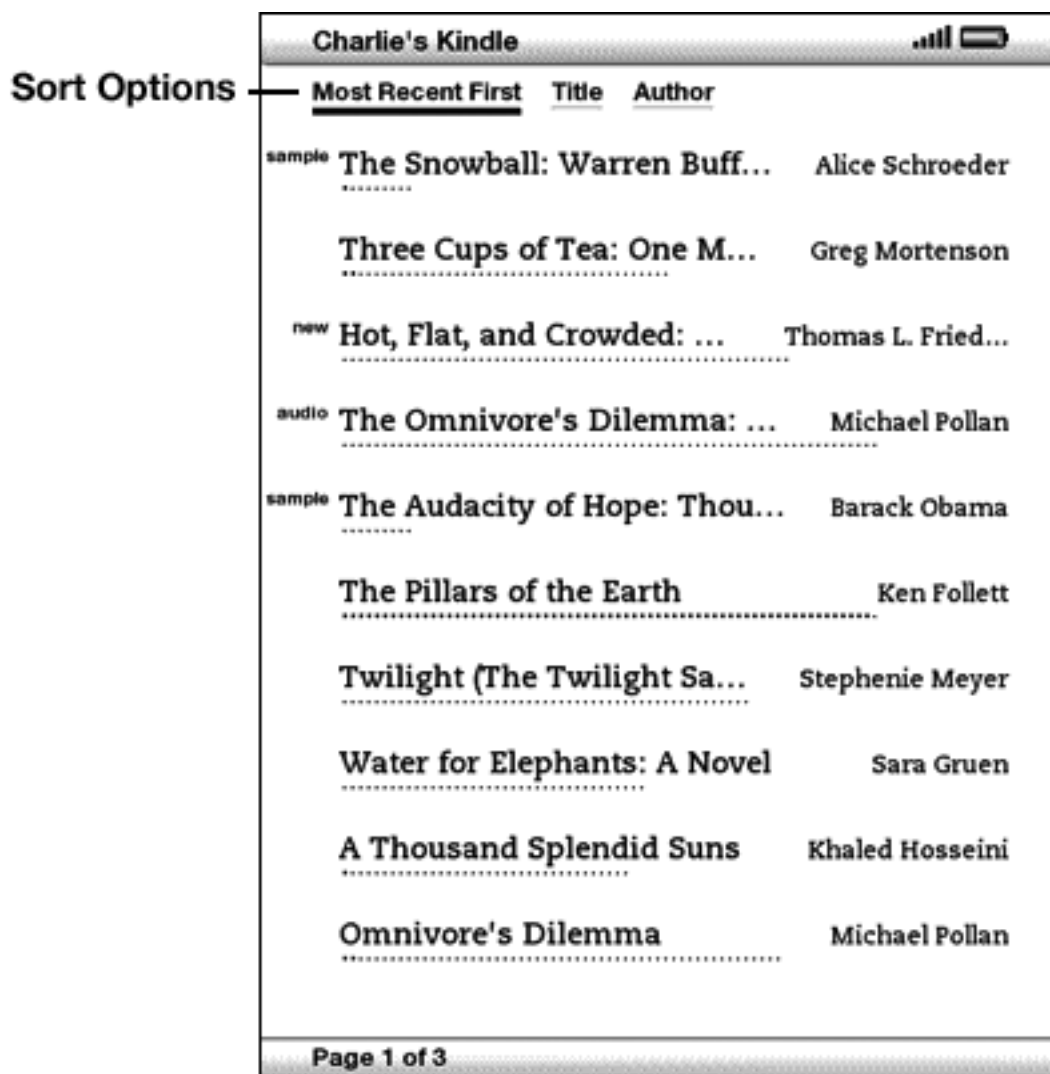 Charlie's Kindle
Sort Options Most Recent First Title Author
sample The Snowball: Warren Buff... Alice Schroeder
Three Cups of Tea: One M... Greg Mortenson
new Hot, Flat, and Crowded: ... Thomas L. Fried...
audio The Omnivore's Dilemma: ... Michael Pollan
sample The Audacity of Hope: Thou... Barack Obama
The Pillars of the Earth Ken Follett
Twilight (The Twilight Sa... Stephenie Meyer
Water for Elephants: A Novel Sara Gruen
A Thousand Splendid Suns Khaled Hosseini
Omnivore's Dilemma Michael Pollan
Page 1 of 3